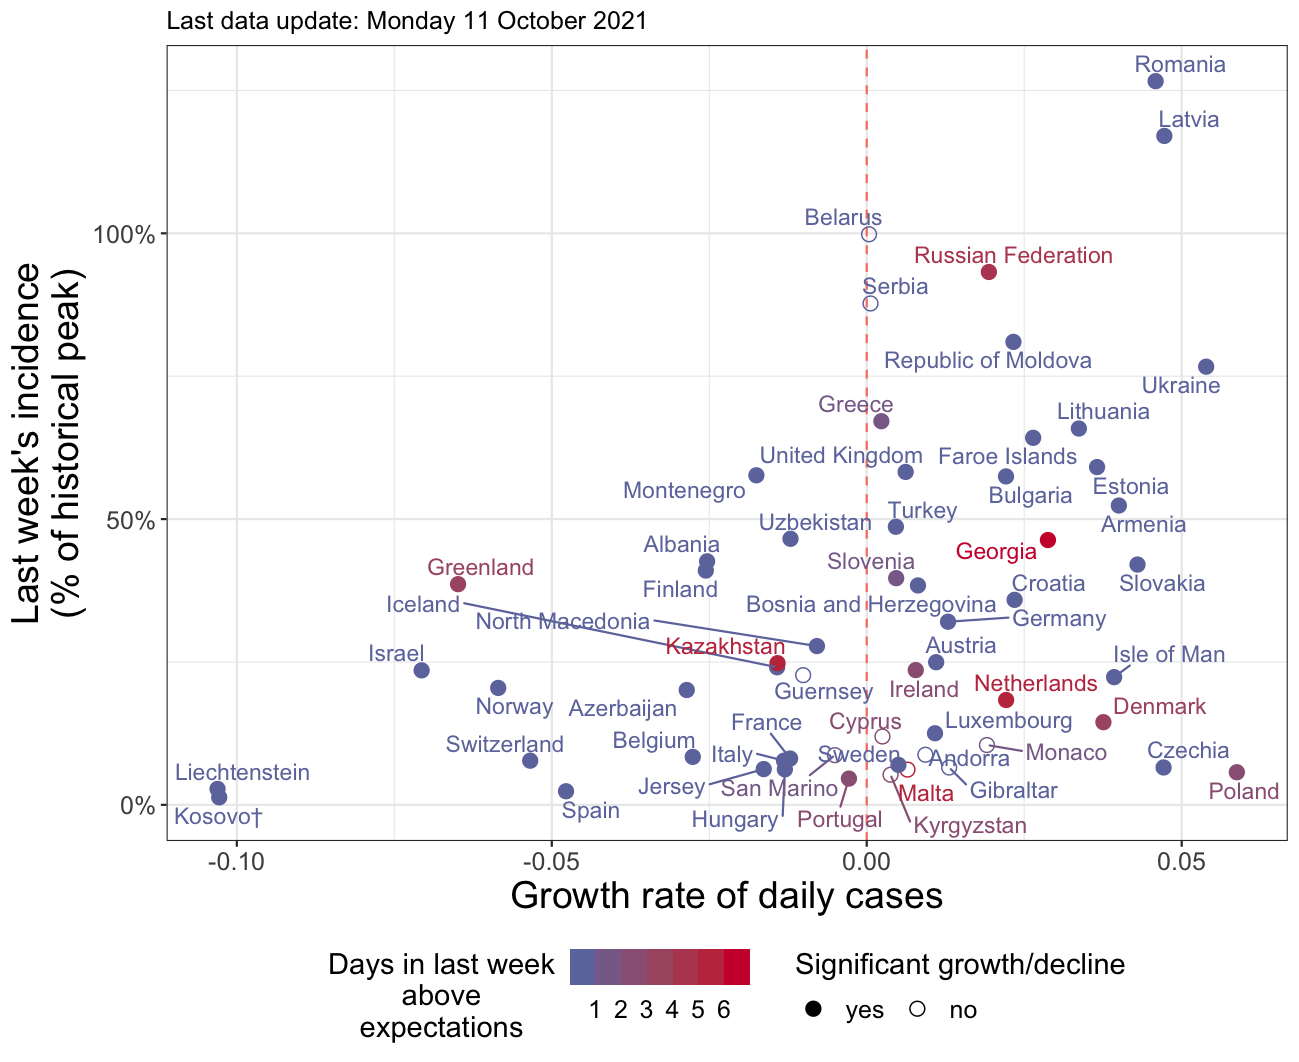 Last data update: Monday 11 October 2021
Last week's incidence
(% of historical peak)
Romania
Latvia
Belarus
100%
Russian Federation
Serbia
Republic of Moldova
Ukraine
Greece
Lithuania
United Kingdom
Faroe Islands
Montenegro
Bulgaria
Estonia
Turkey
50%
Uzbekistan
Armenia
Albania
Georgia
Slovenia
Greenland
Finland
Croatia
Slovakia
Iceland
Bosnia and Herzegovina
North Macedonia
Germany
Kazakhstan
Austria
Israel
Isle of Man
Guernsey
Ireland
Netherlands
Norway
Azerbaijan
Denmark
France
Cyprus
Luxembourg
Switzerland
Belgium
Italy
Sweden
Andorra
Monaco
Czechia
Liechtenstein
Jersey
San Marino
Malta
Gibraltar
Poland
0%
Kosovo†
Spain
Hungary
Portugal
Kyrgyzstan
-0.10
-0.05
0.00
0.05
Growth rate of daily cases
Days in last week
above
expectations
1 2 3 4 5 6
Significant growth/decline
yes
no